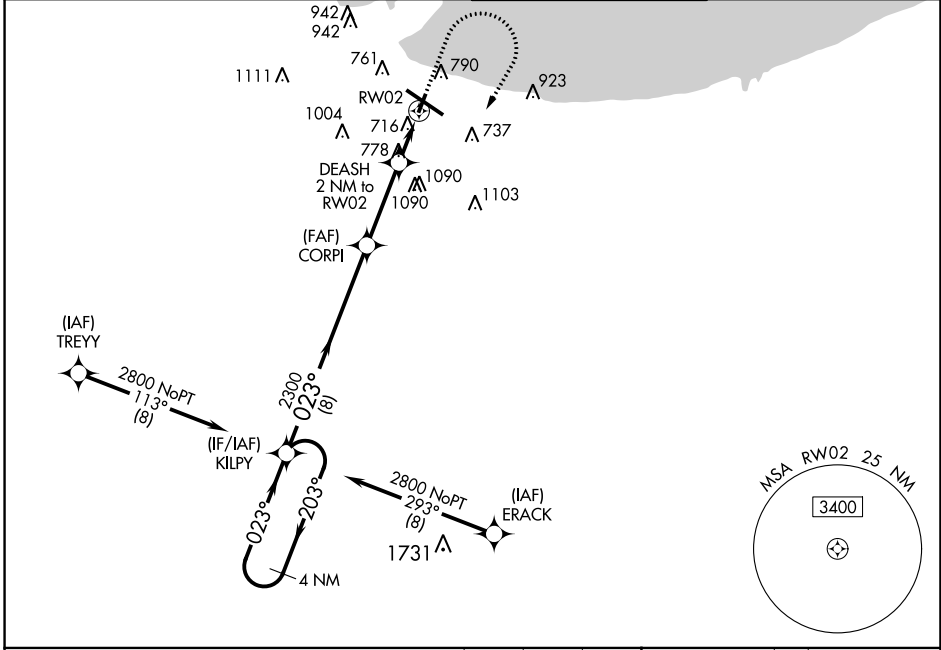 942
942
761
790
1111
923
RW02
1004
716
737
778
DEASH
2 NM to
RW02
1090
1090
1103
(FAF)
CORPI
(IAF)
TREYY
2800 NoPT
113°
(8)
2300
023°
(8)
(IF/IAF)
KILPY
023°
203°
4 NM
2800 NoPT
293°
(8)
(IAF)
ERACK
1731
MSA RW02 25 NM
3400